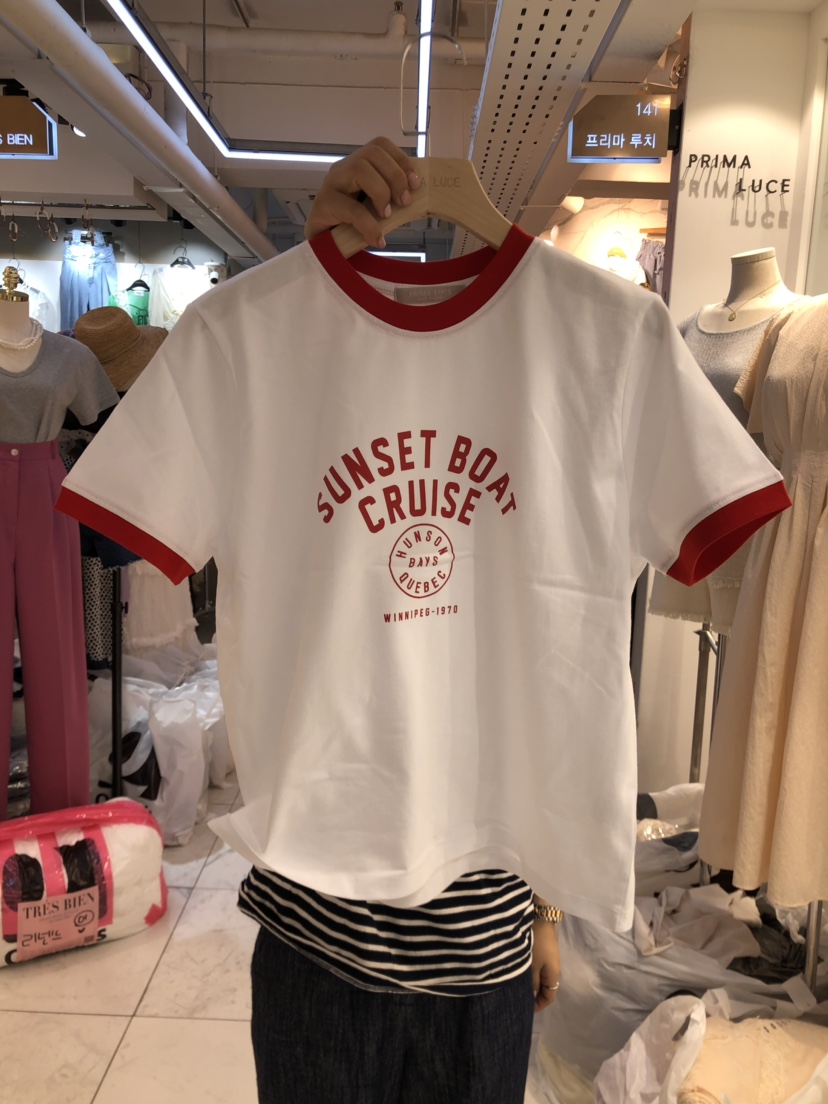 S BIEN
141
프리마 루치
PRIMA
LUCE
A LUCE
SUNSET BOAT
CRUISE
HUNSON
BAYS
QUEBEC
WINNIPEG-1970
TRES BIEN